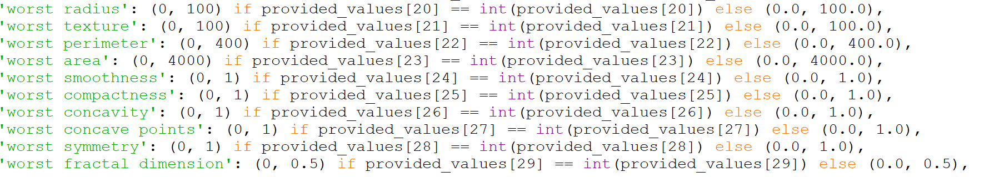 'worst radius': (0, 100) if provided_values[20] == int(provided_values[20]) else (0.0, 100.0),
'worst texture': (0, 100) if provided_values[21] == int(provided_values[21]) else (0.0, 100.0),
'worst perimeter': (0, 400) if provided_values[22] == int(provided_values[22]) else (0.0, 400.0),
'worst area': (0, 4000) if provided_values[23] == int(provided_values[23]) else (0.0, 4000.0),
'worst smoothness': (0, 1) if provided_values[24] == int(provided_values[24]) else (0.0, 1.0),
'worst compactness': (0, 1) if provided_values[25] == int(provided_values[25]) else (0.0, 1.0),
'worst concavity': (0, 1) if provided_values[26] == int(provided_values[26]) else (0.0, 1.0),
'worst concave points': (0, 1) if provided_values[27] == int(provided_values[27]) else (0.0, 1.0),
'worst symmetry': (0, 1) if provided_values[28] == int(provided_values[28]) else (0.0, 1.0),
'worst fractal dimension': (0, 0.5) if provided_values[29] == int(provided_values[29]) else (0.0, 0.5),